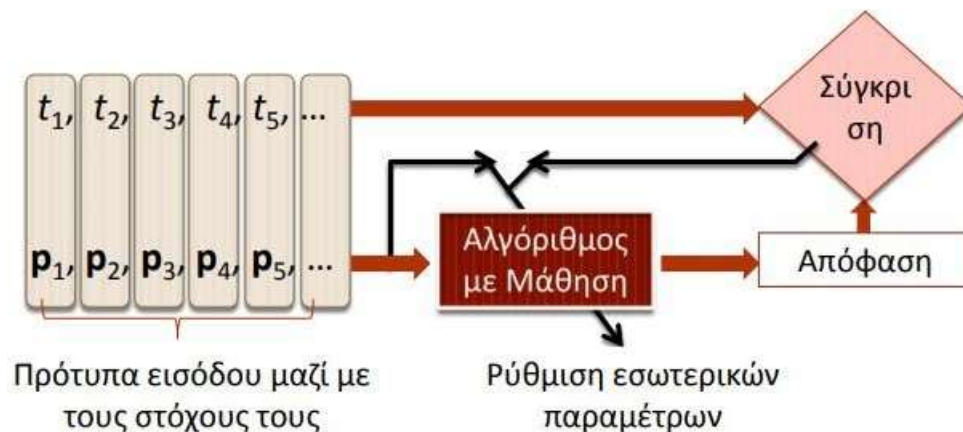 t₁, t₂, t₃, t₄, t₅, ...
Σύγκρι
ση
p₁, p₂, p₃, p₄, p₅, ...
Αλγόριθμος
με Μάθηση
Απόφαση
Πρότυπα εισόδου μαζί με
τους στόχους τους
Ρύθμιση εσωτερικών
παραμέτρων